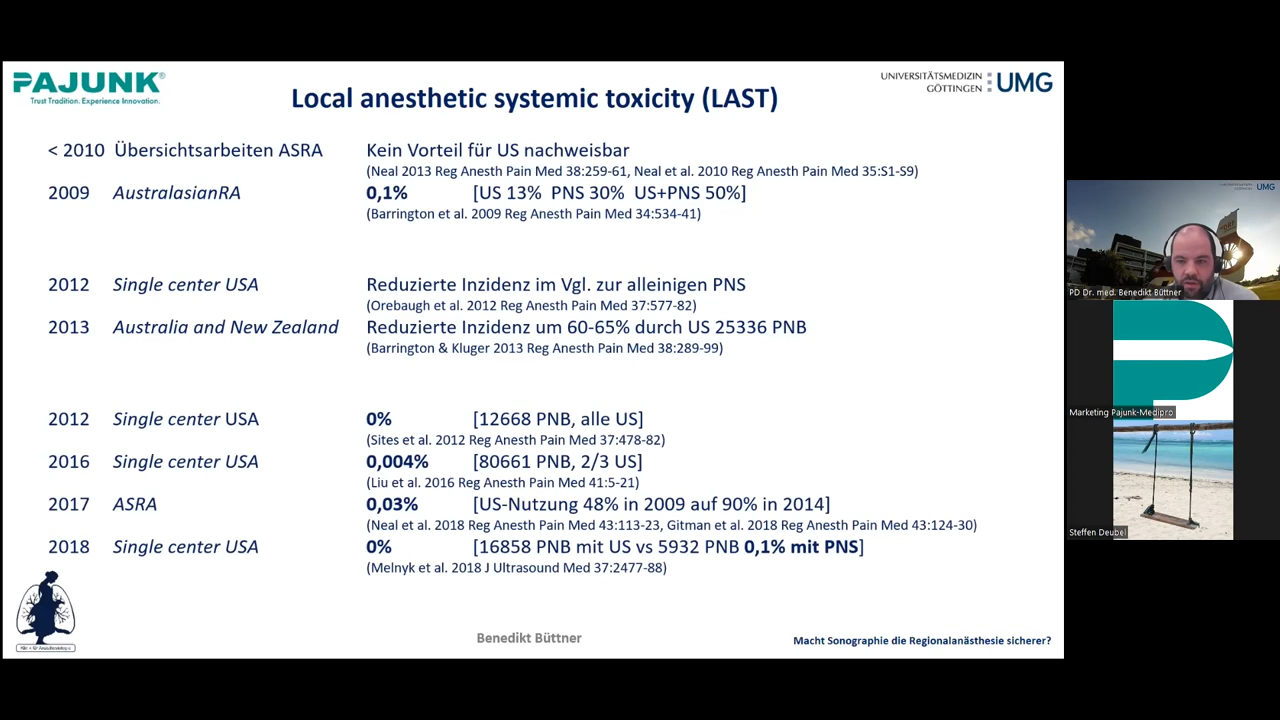 PAJUNK®
Trust Tradition. Experience Innovation.
UNIVERSITÄTSMEDIZIN
GÖTTINGEN
UMG
Local anesthetic systemic toxicity (LAST)
< 2010 Übersichtsarbeiten ASRA Kein Vorteil für US nachweisbar
(Neal 2013 Reg Anesth Pain Med 38:259-61, Neal et al. 2010 Reg Anesth Pain Med 35:S1-S9)
2009 AustralasianRA 0,1% [US 13% PNS 30% US+PNS 50%]
(Barrington et al. 2009 Reg Anesth Pain Med 34:534-41)
2012 Single center USA Reduzierte Inzidenz im Vgl. zur alleinigen PNS
(Orebaugh et al. 2012 Reg Anesth Pain Med 37:577-82)
2013 Australia and New Zealand Reduzierte Inzidenz um 60-65% durch US 25336 PNB
(Barrington & Kluger 2013 Reg Anesth Pain Med 38:289-99)
2012 Single center USA 0% [12668 PNB, alle US]
(Sites et al. 2012 Reg Anesth Pain Med 37:478-82)
2016 Single center USA 0,004% [80661 PNB, 2/3 US]
(Liu et al. 2016 Reg Anesth Pain Med 41:5-21)
2017 ASRA 0,03% [US-Nutzung 48% in 2009 auf 90% in 2014]
(Neal et al. 2018 Reg Anesth Pain Med 43:113-23, Gitman et al. 2018 Reg Anesth Pain Med 43:124-30)
2018 Single center USA 0% [16858 PNB mit US vs 5932 PNB 0,1% mit PNS]
(Melnyk et al. 2018 J Ultrasound Med 37:2477-88)
Benedikt Büttner
Macht Sonographie die Regionalanästhesie sicherer?
UMG
PD Dr. med. Benedikt Büttner
Marketing Pajunk-Medipro
Steffen Deubel